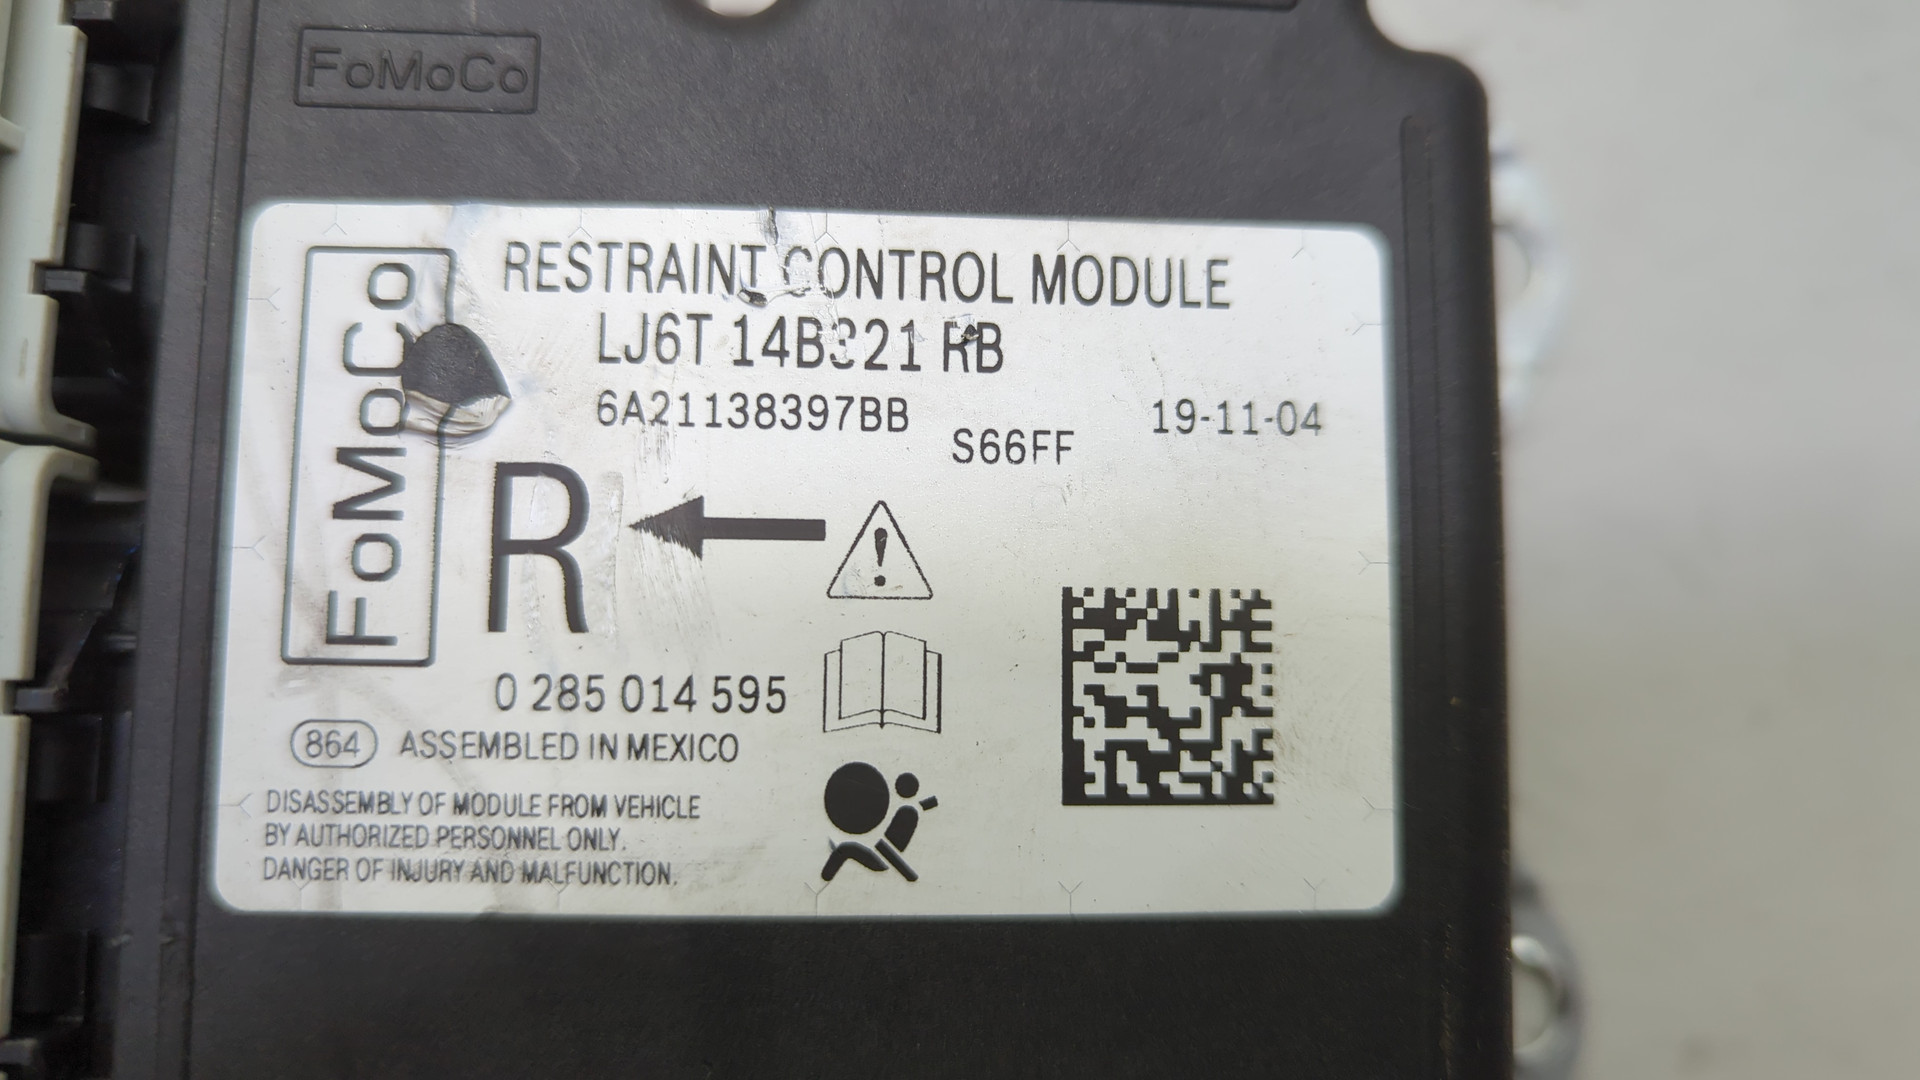 FoMoCo
FoMoCo
RESTRAINT CONTROL MODULE
LJ6T 14B321 RB
6A21138397BB
S66FF
19-11-04
R
0 285 014 595
864 ASSEMBLED IN MEXICO
DISASSEMBLY OF MODULE FROM VEHICLE
BY AUTHORIZED PERSONNEL ONLY.
DANGER OF INJURY AND MALFUNCTION.